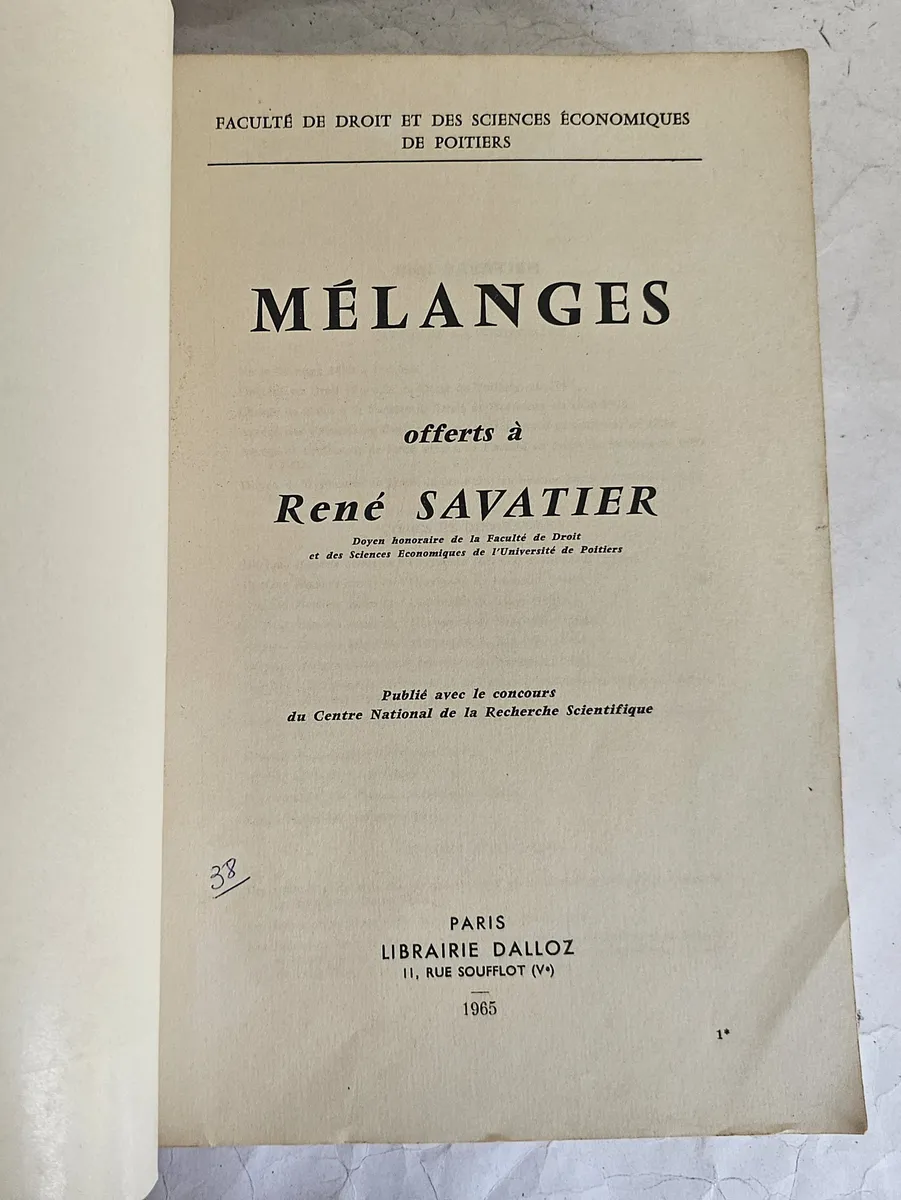 FACULTÉ DE DROIT ET DES SCIENCES ÉCONOMIQUES
DE POITIERS
MÉLANGES
offerts à
René SAVATIER
Doyen honoraire de la Faculté de Droit
et des Sciences Economiques de l'Université de Poitiers
Publié avec le concours
du Centre National de la Recherche Scientifique
38
PARIS
LIBRAIRIE DALLOZ
11, RUE SOUFFLOT (Vᵉ)
1965
1*